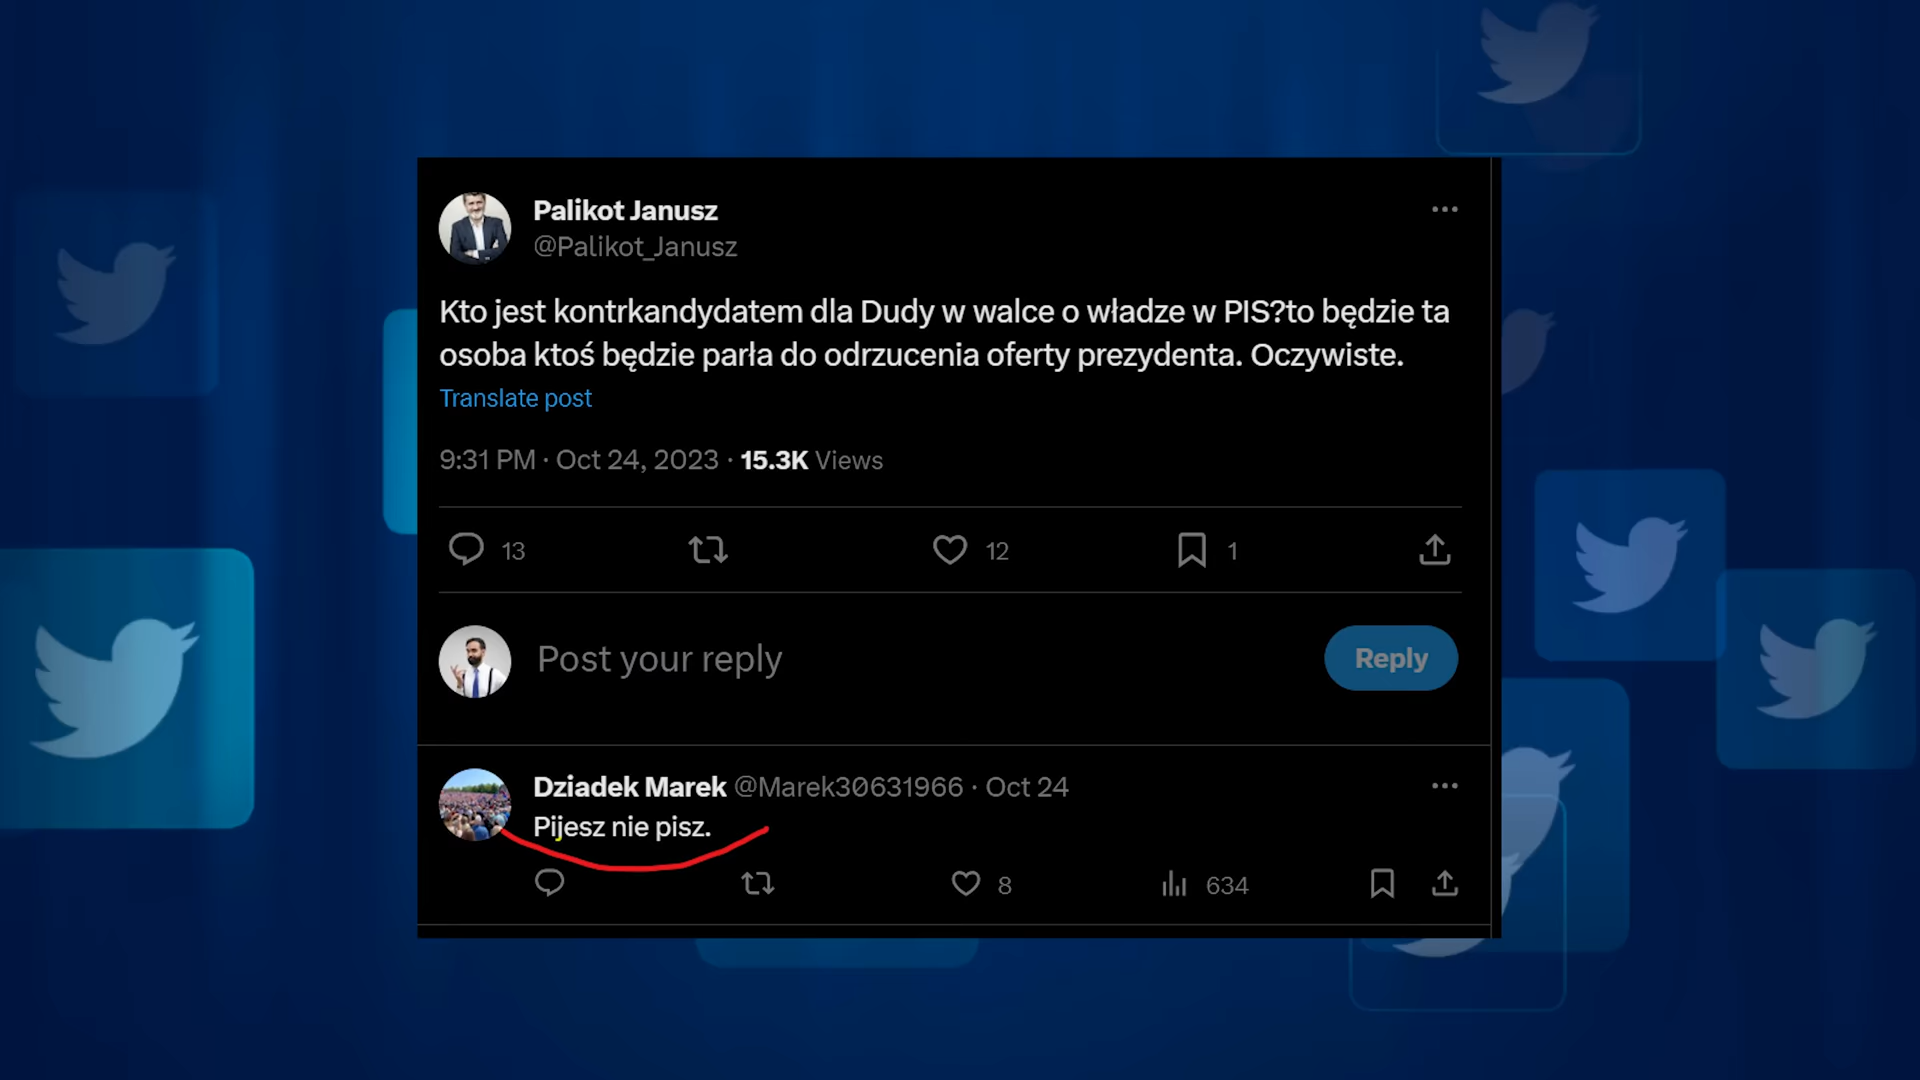 Palikot Janusz
@Palikot_Janusz
Kto jest kontrkandydatem dla Dudy w walce o władze w PIS?to będzie ta
osoba ktoś będzie parła do odrzucenia oferty prezydenta. Oczywiste.
Translate post
9:31 PM · Oct 24, 2023 · 15.3K Views
13 12 1
Post your reply
Reply
Dziadek Marek @Marek30631966 · Oct 24
Pijesz nie pisz.
8 634